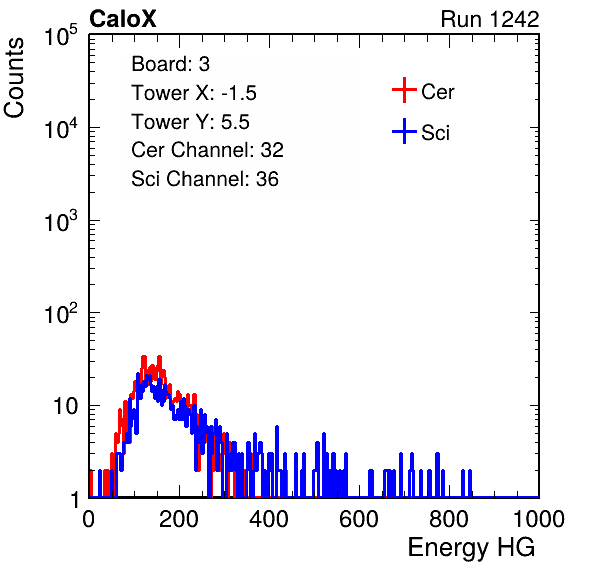 CaloX Run 1242
Counts
10^5
10^4
10^3
10^2
10
1
Board: 3
Tower X: -1.5
Tower Y: 5.5
Cer Channel: 32
Sci Channel: 36
Cer
Sci
0 200 400 600 800 1000
Energy HG